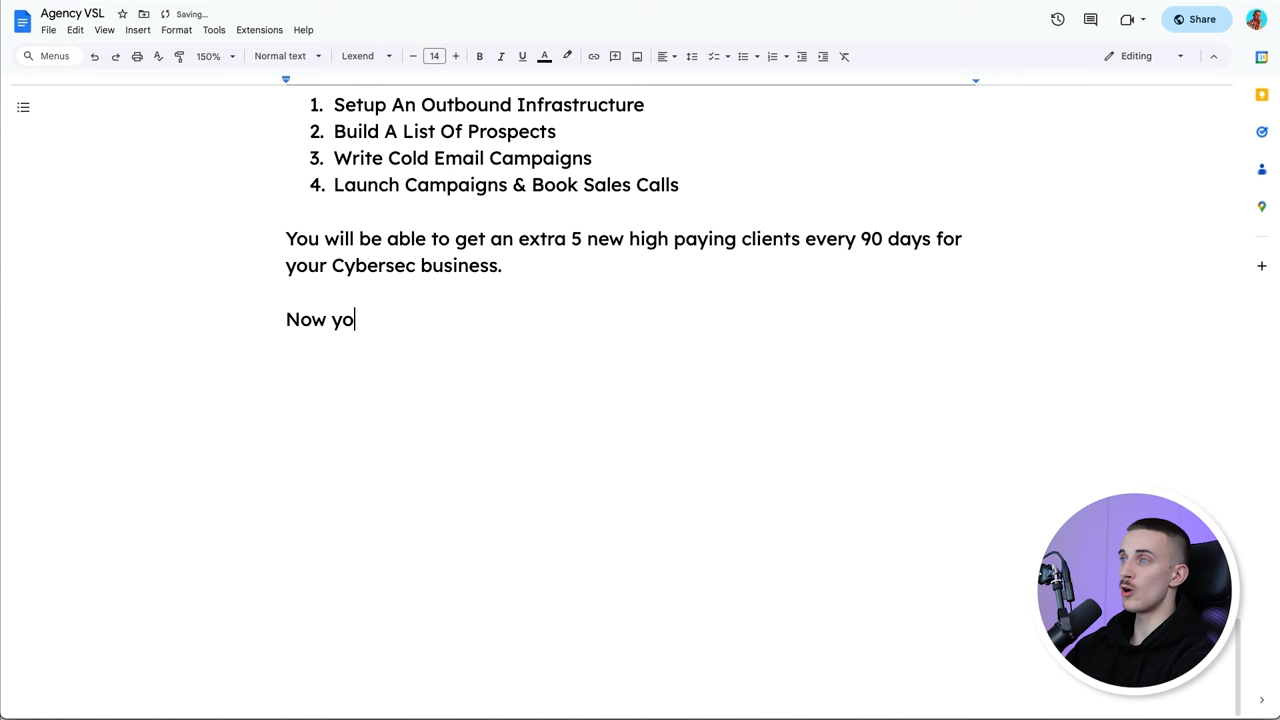 Agency VSL
Saving...
File Edit View Insert Format Tools Extensions Help
Share
Menus 150% Normal text Lexend 14 B I U A Editing
1. Setup An Outbound Infrastructure
2. Build A List Of Prospects
3. Write Cold Email Campaigns
4. Launch Campaigns & Book Sales Calls
You will be able to get an extra 5 new high paying clients every 90 days for
your Cybersec business.
Now yo